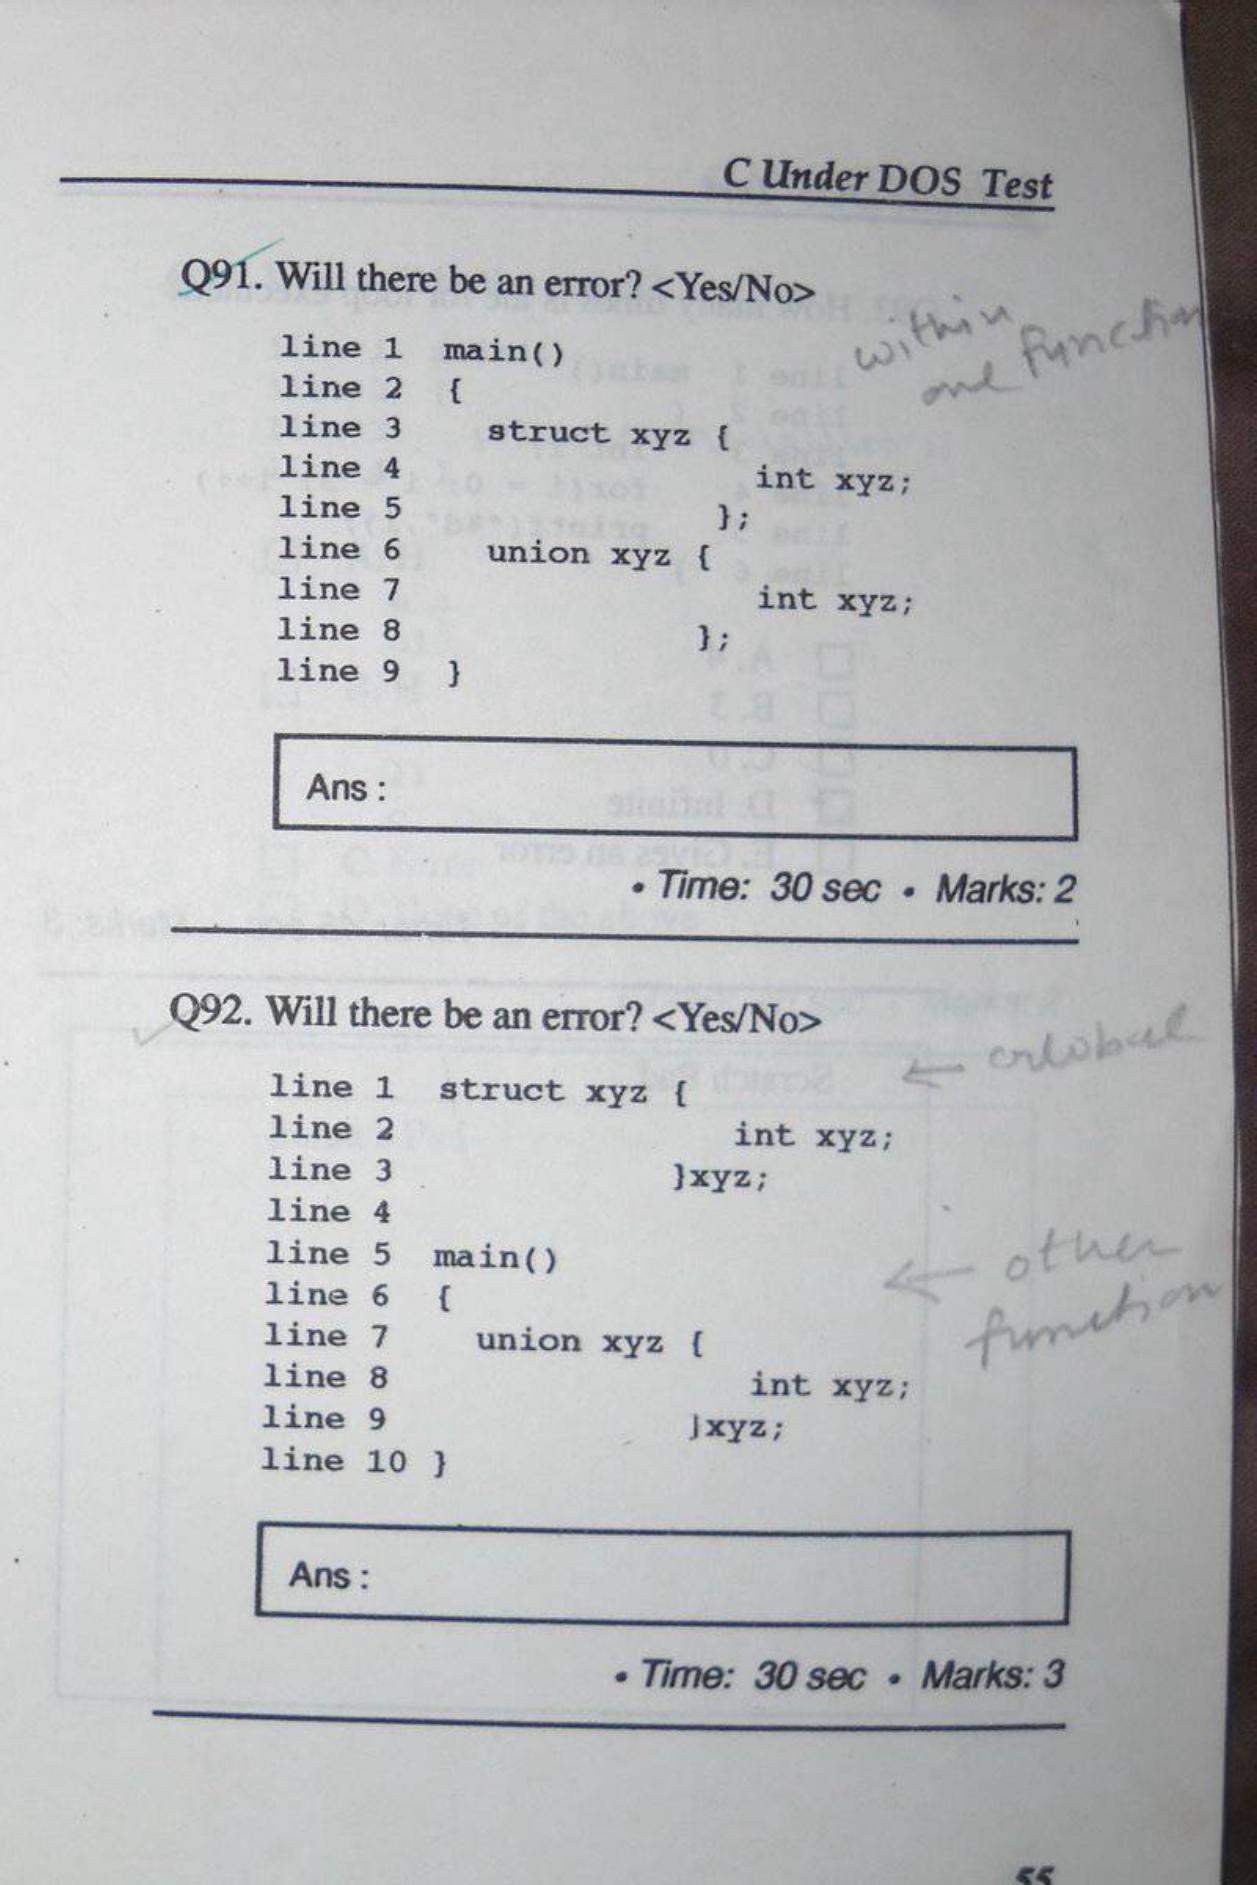 C Under DOS Test
Q91. Will there be an error? <Yes/No>
within
one function
line 1 main()
line 2 {
line 3 struct xyz {
line 4 int xyz;
line 5 };
line 6 union xyz {
line 7 int xyz;
line 8 };
line 9 }
Ans :
• Time: 30 sec • Marks: 2
Q92. Will there be an error? <Yes/No>
← Global
line 1 struct xyz {
line 2 int xyz;
line 3 }xyz;
line 4
line 5 main()
← other
function
line 6 {
line 7 union xyz {
line 8 int xyz;
line 9 }xyz;
line 10 }
Ans :
• Time: 30 sec • Marks: 3
55